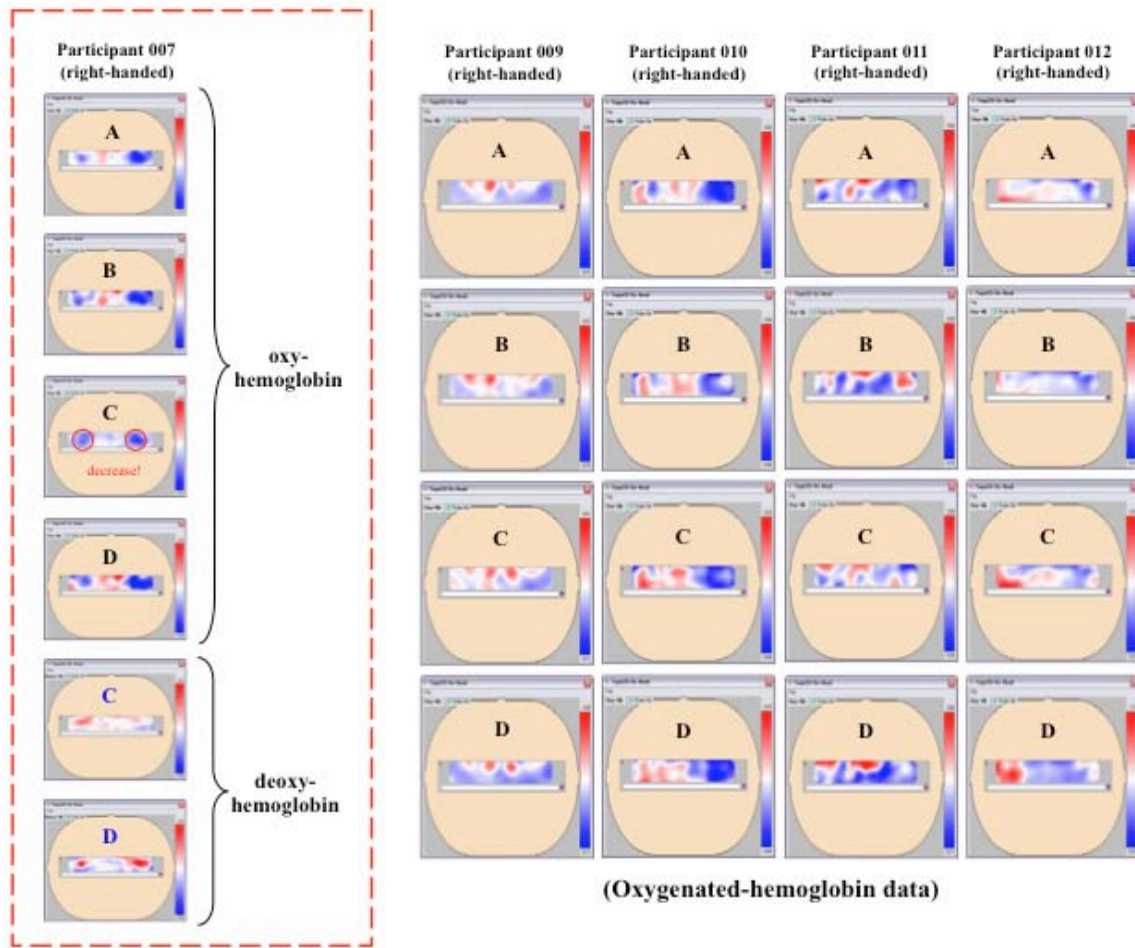 Participant 007
(right-handed)
A
B
C
decrease!
D
oxy-
hemoglobin
C
D
deoxy-
hemoglobin
Participant 009
(right-handed)
Participant 010
(right-handed)
Participant 011
(right-handed)
Participant 012
(right-handed)
A
A
A
A
B
B
B
B
C
C
C
C
D
D
D
D
(Oxygenated-hemoglobin data)